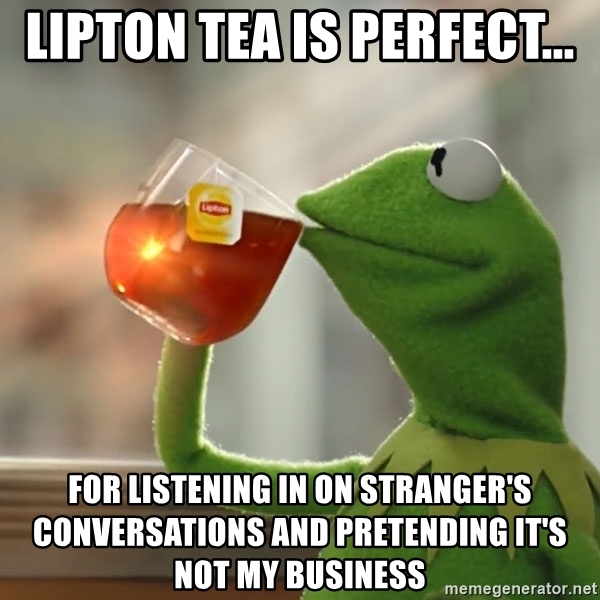 LIPTON TEA IS PERFECT...
Lipton
FOR LISTENING IN ON STRANGER'S
CONVERSATIONS AND PRETENDING IT'S
NOT MY BUSINESS
memegenerator.net